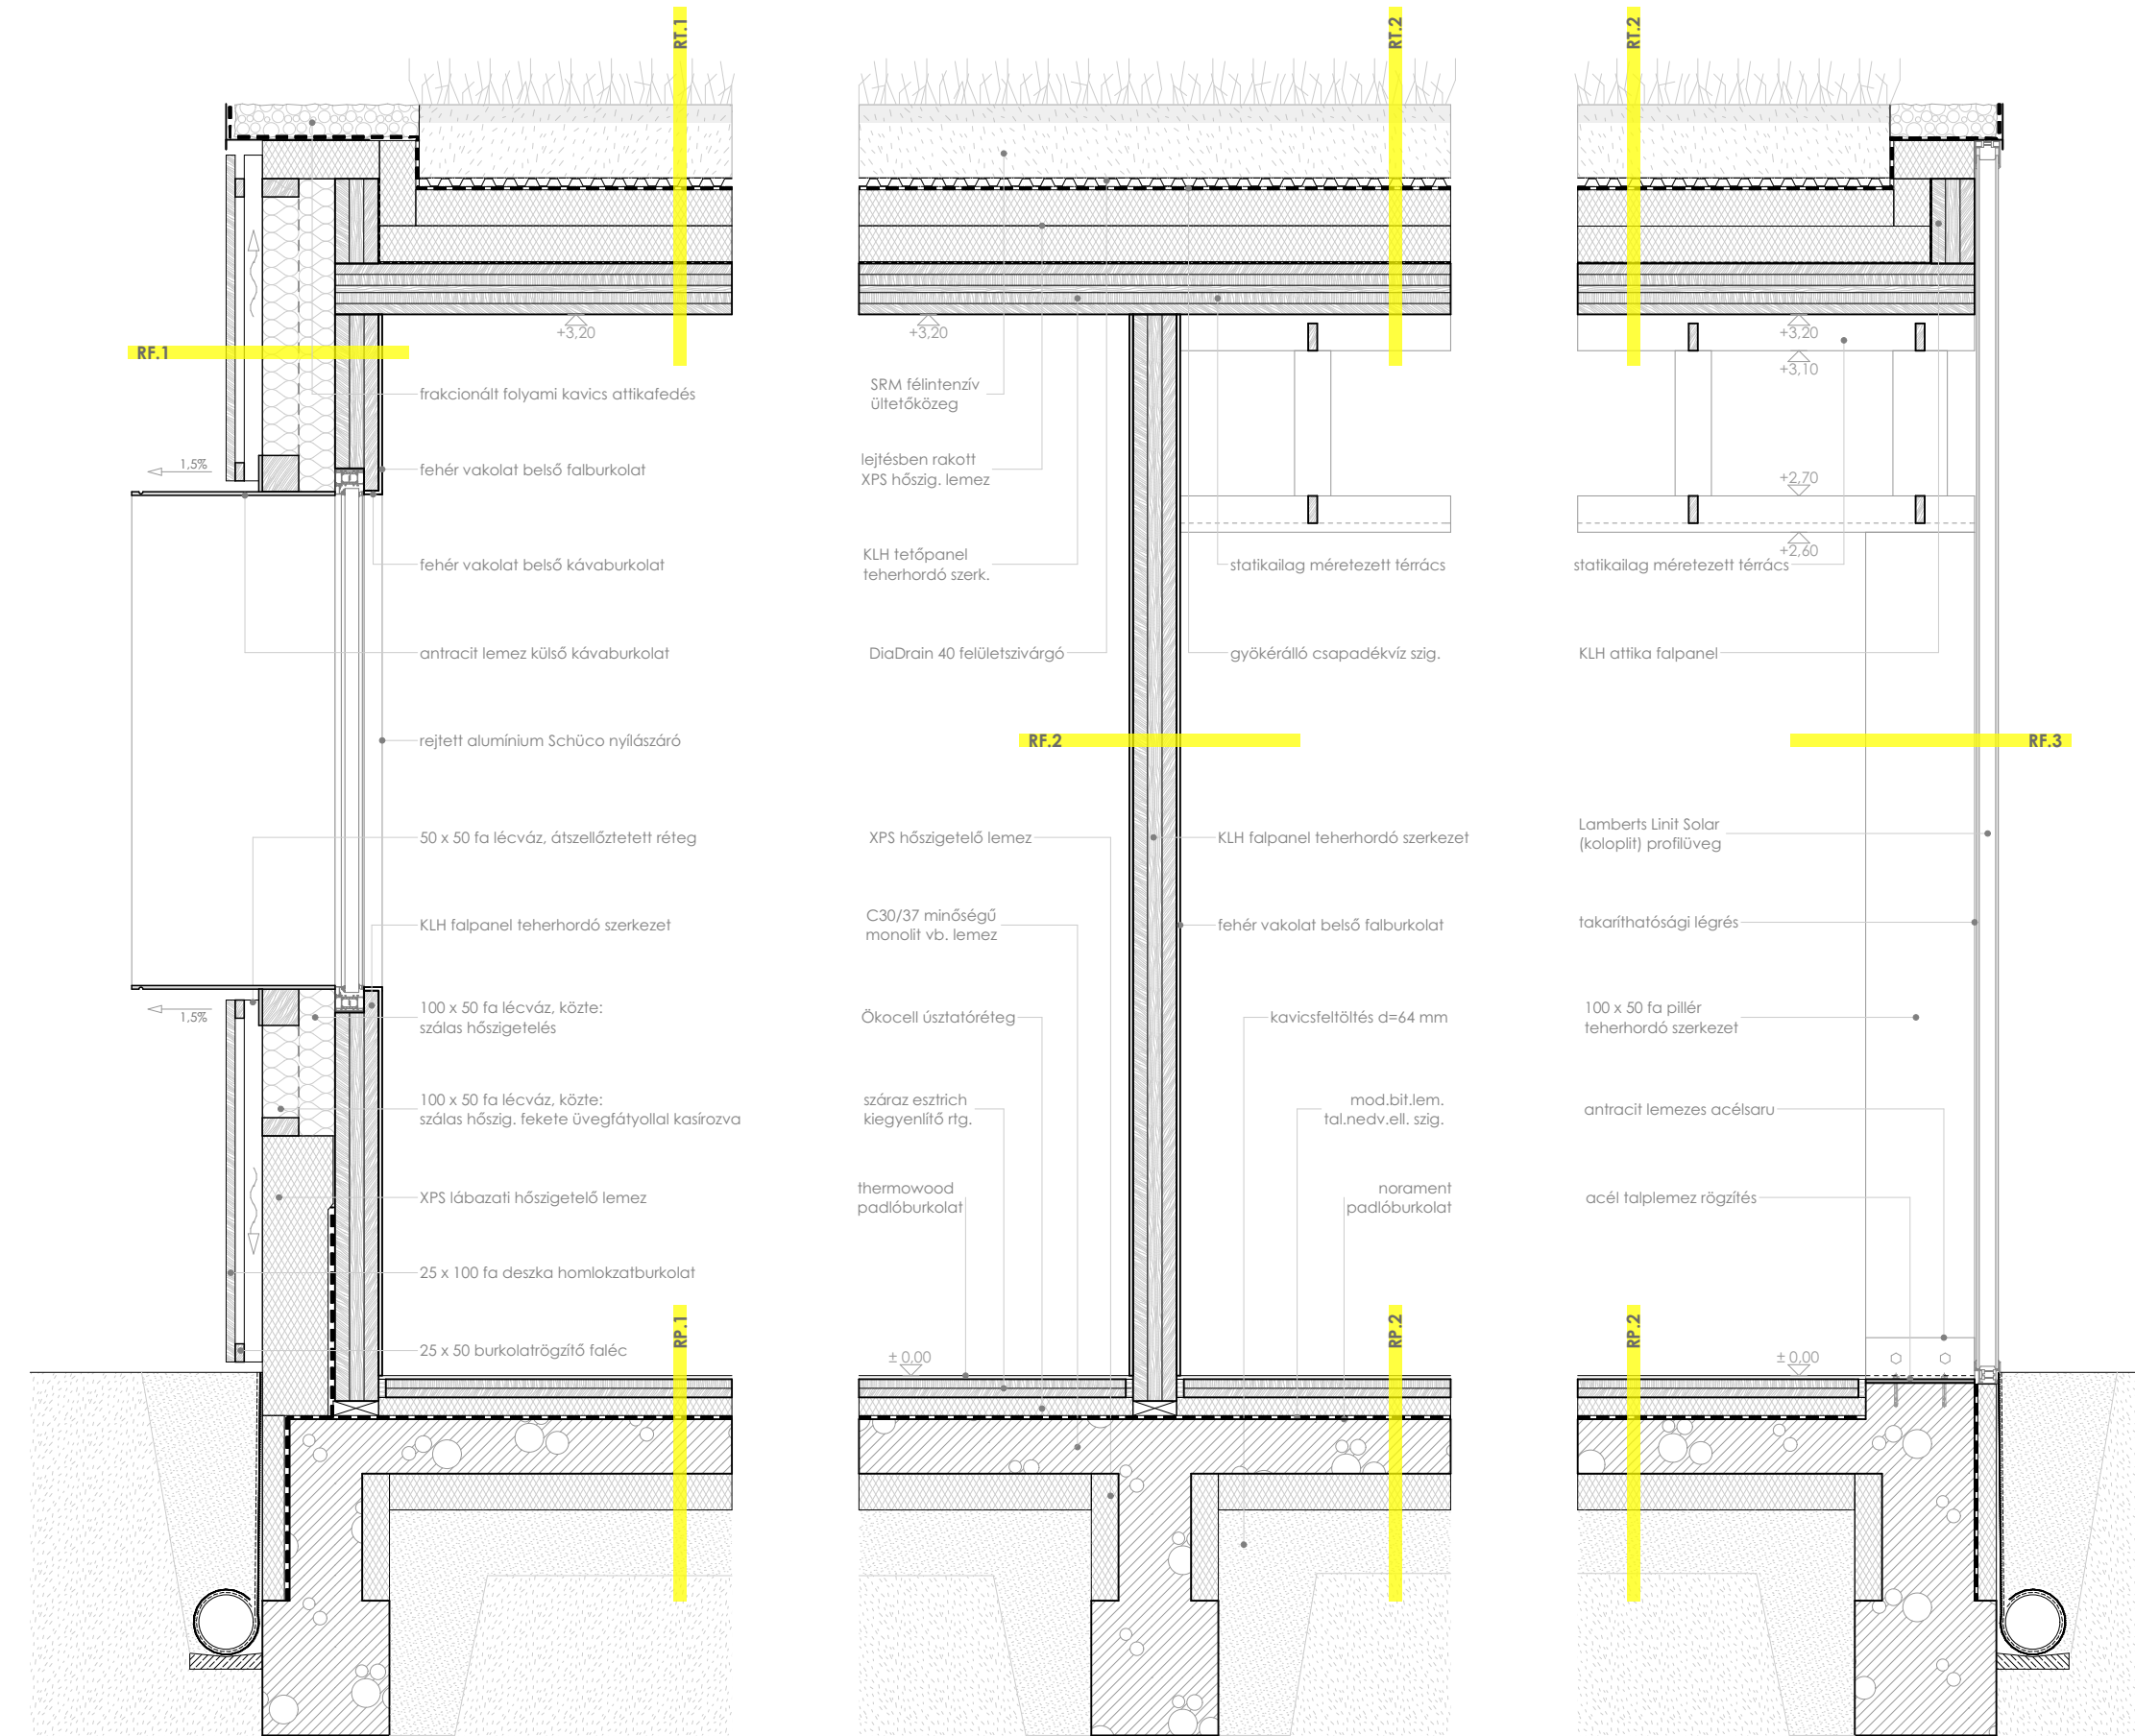 RT.1
RF.1
+3,20
frakcionált folyami kavics attikafedés
1,5%
fehér vakolat belső falburkolat
fehér vakolat belső kávaburkolat
antracit lemez külső kávaburkolat
rejtett alumínium Schüco nyílászáró
50 x 50 fa lécváz, átszellőztetett réteg
KLH falpanel teherhordó szerkezet
1,5%
100 x 50 fa lécváz, közte:
szálas hőszigetelés
100 x 50 fa lécváz, közte:
szálas hőszig. fekete üvegfátyollal kasírozva
XPS lábazati hőszigetelő lemez
25 x 100 fa deszka homlokzatburkolat
25 x 50 burkolatrögzítő faléc
RP.1
RT.2
+3,20
SRM félintenzív
ültetőközeg
lejtésben rakott
XPS hőszig. lemez
KLH tetőpanel
teherhordó szerk.
statikailag méretezett térrács
DiaDrain 40 felületszivárgó
gyökérálló csapadékvíz szig.
RF.2
XPS hőszigetelő lemez
KLH falpanel teherhordó szerkezet
C30/37 minőségű
monolit vb. lemez
fehér vakolat belső falburkolat
Ökocell úsztatóréteg
kavicsfeltöltés d=64 mm
száraz esztrich
kiegyenlítő rtg.
mod.bit.lem.
tal.nedv.ell. szig.
thermowood
padlóburkolat
norament
padlóburkolat
± 0,00
RP.2
RT.2
+3,20
+3,10
+2,70
+2,60
statikailag méretezett térrács
KLH attika falpanel
RF.3
Lamberts Linit Solar
(koloplit) profilüveg
takaríthatósági légrés
100 x 50 fa pillér
teherhordó szerkezet
antracit lemezes acélsaru
acél talplemez rögzítés
RP.2
± 0,00